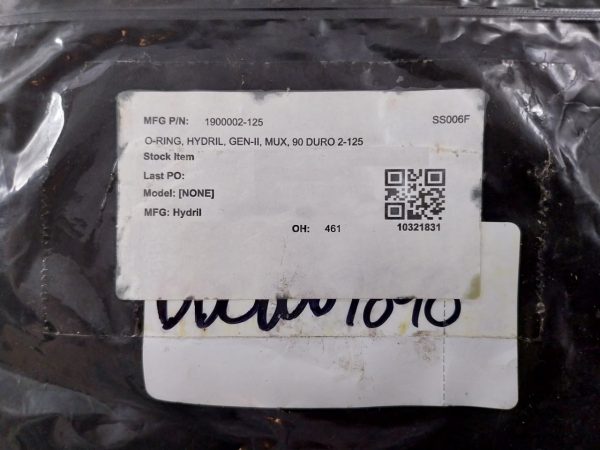 MFG P/N: 1900002-125 SS006F
O-RING, HYDRIL, GEN-II, MUX, 90 DURO 2-125
Stock Item
Last PO:
Model: [NONE]
MFG: Hydril
OH: 461 10321831